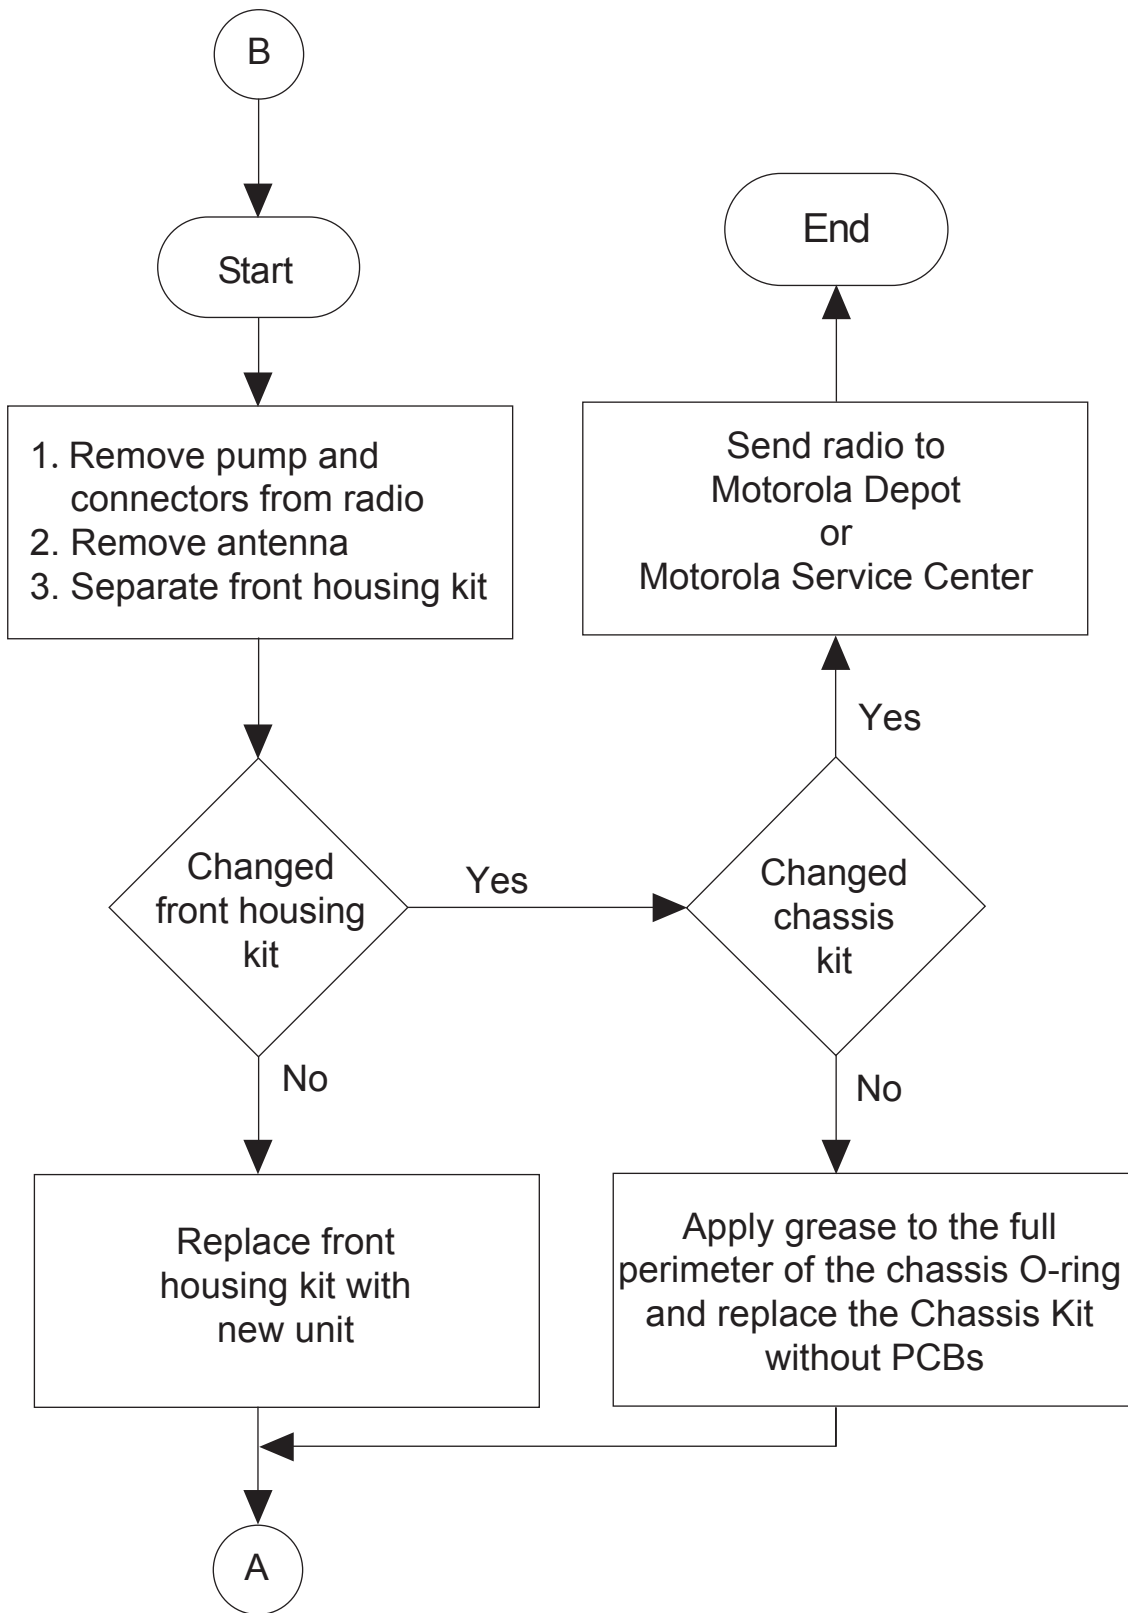 B
Start
1. Remove pump and
connectors from radio
2. Remove antenna
3. Separate front housing kit
Changed
front housing
kit
Yes
No
Replace front
housing kit with
new unit
A
End
Send radio to
Motorola Depot
or
Motorola Service Center
Yes
Changed
chassis
kit
No
Apply grease to the full
perimeter of the chassis O-ring
and replace the Chassis Kit
without PCBs